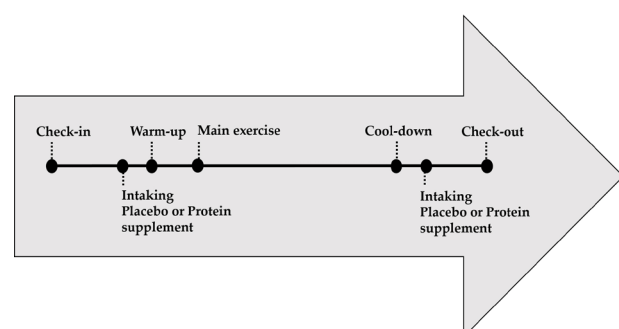 Check-in
Warm-up
Main exercise
Cool-down
Check-out
Intaking
Placebo or Protein
supplement
Intaking
Placebo or Protein
supplement